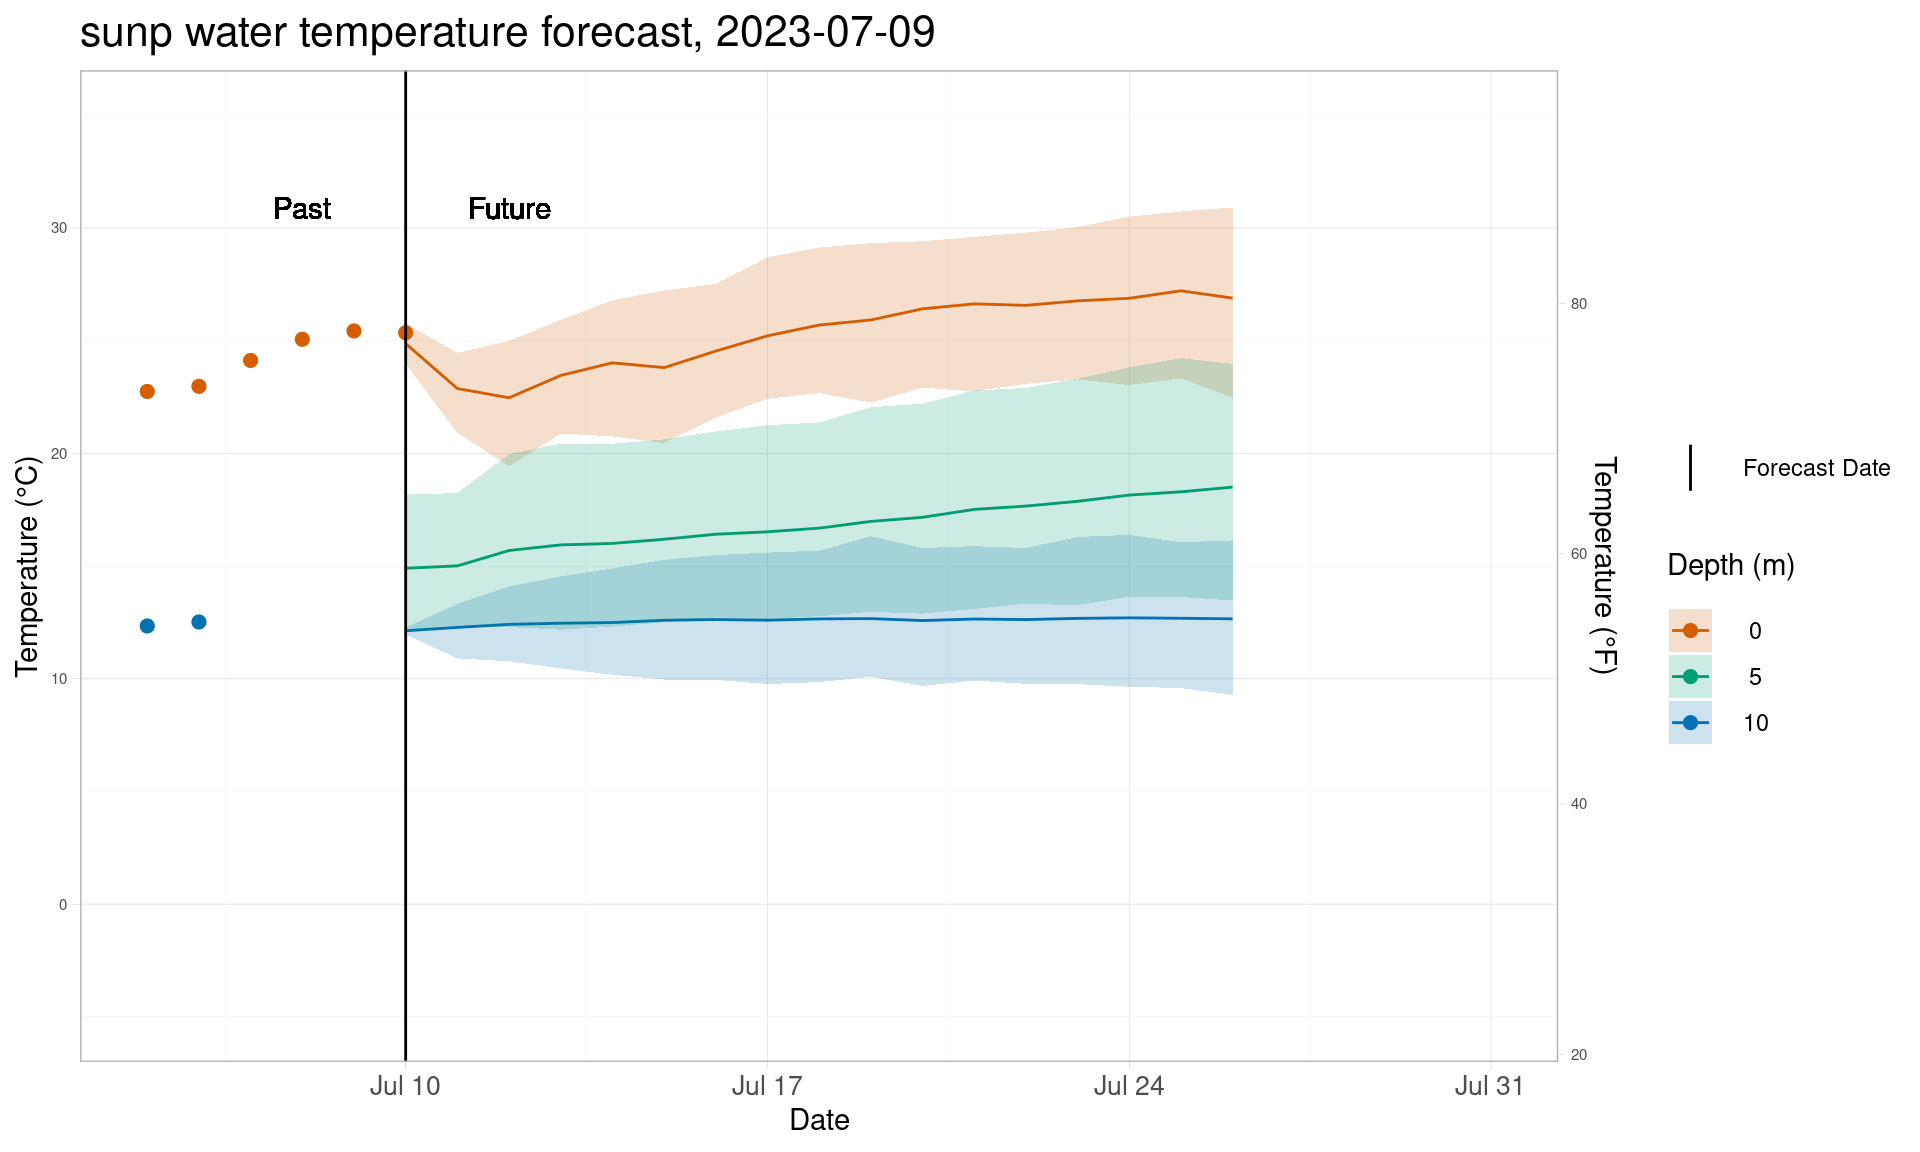 sunp water temperature forecast, 2023-07-09
Past
Future
30
20
10
0
Temperature (°C)
80
60
40
20
Temperature (°F)
Jul 10
Jul 17
Jul 24
Jul 31
Date
Forecast Date
Depth (m)
0
5
10